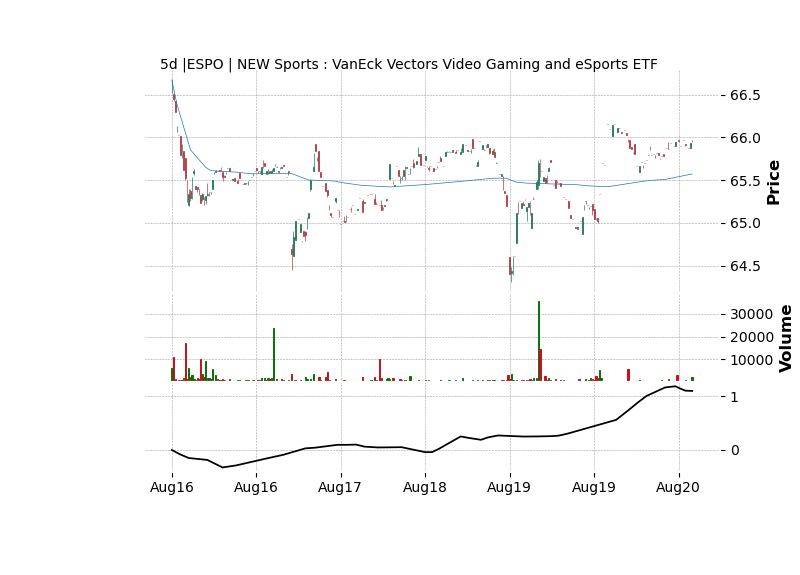 5d |ESPO | NEW Sports : VanEck Vectors Video Gaming and eSports ETF
66.5
66.0
65.5
65.0
64.5
Price
30000
20000
10000
Volume
1
0
Aug16 Aug16 Aug17 Aug18 Aug19 Aug19 Aug20